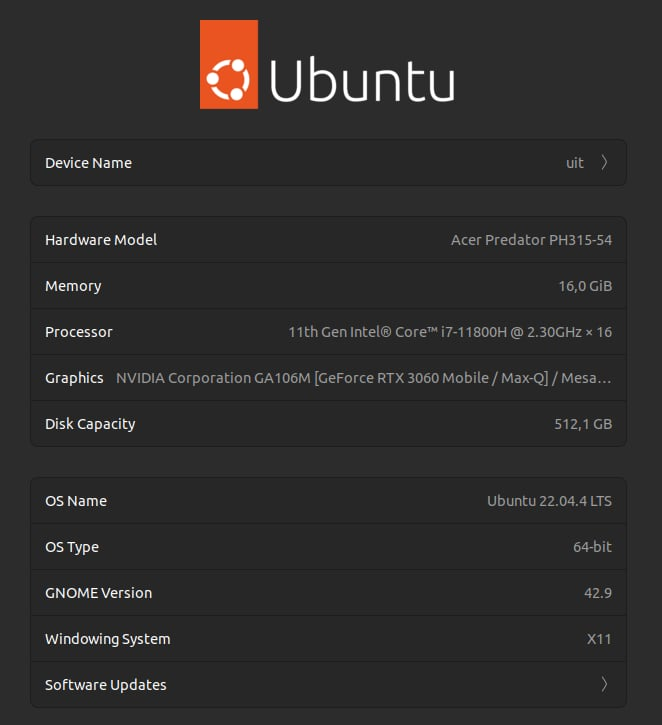 Ubuntu
Device Name uit
Hardware Model Acer Predator PH315-54
Memory 16,0 GiB
Processor 11th Gen Intel® Core™ i7-11800H @ 2.30GHz × 16
Graphics NVIDIA Corporation GA106M [GeForce RTX 3060 Mobile / Max-Q] / Mesa…
Disk Capacity 512,1 GB
OS Name Ubuntu 22.04.4 LTS
OS Type 64-bit
GNOME Version 42.9
Windowing System X11
Software Updates